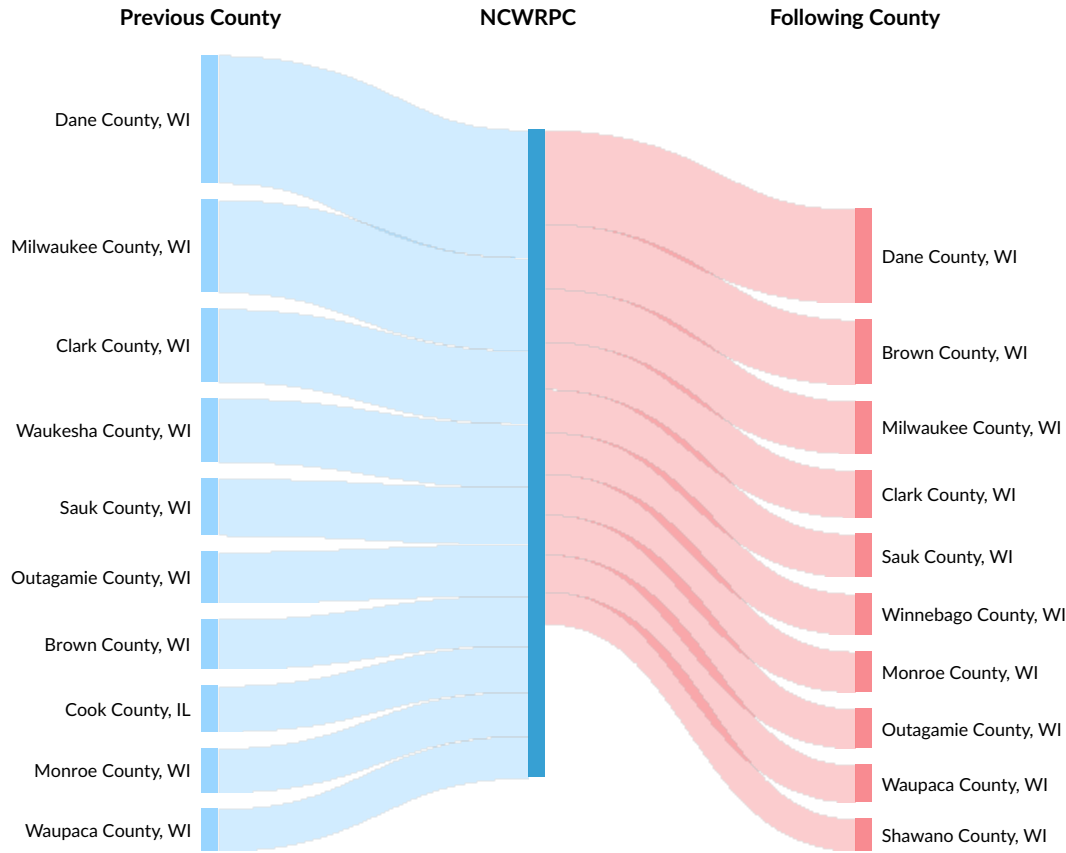 Previous County
NCWRPC
Following County
Dane County, WI
Milwaukee County, WI
Clark County, WI
Waukesha County, WI
Sauk County, WI
Outagamie County, WI
Brown County, WI
Cook County, IL
Monroe County, WI
Waupaca County, WI
Dane County, WI
Brown County, WI
Milwaukee County, WI
Clark County, WI
Sauk County, WI
Winnebago County, WI
Monroe County, WI
Outagamie County, WI
Waupaca County, WI
Shawano County, WI